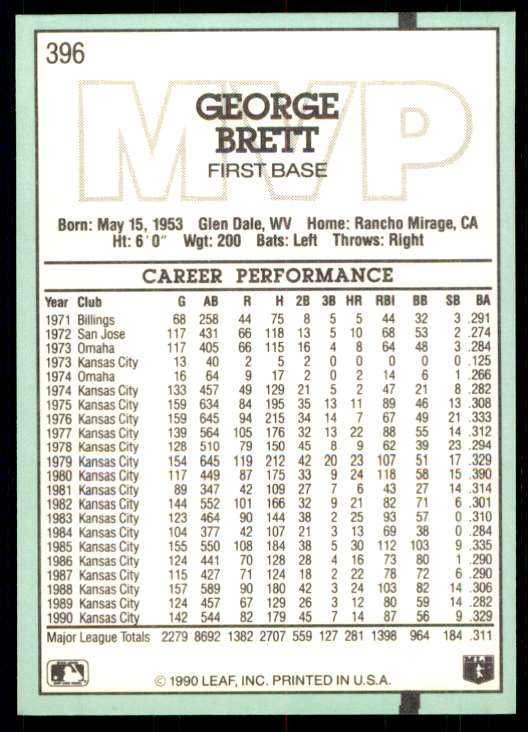 396
MVP
GEORGE
BRETT
FIRST BASE
Born: May 15, 1953 Glen Dale, WV Home: Rancho Mirage, CA
Ht: 6' 0" Wgt: 200 Bats: Left Throws: Right
CAREER PERFORMANCE
Year Club G AB R H 2B 3B HR RBI BB SB BA
1971 Billings 68 258 44 75 8 5 5 44 32 3 .291
1972 San Jose 117 431 66 118 13 5 10 68 53 2 .274
1973 Omaha 117 405 66 115 16 4 8 64 48 3 .284
1973 Kansas City 13 40 2 5 2 0 0 0 0 0 .125
1974 Omaha 16 64 9 17 2 0 2 14 6 1 .266
1974 Kansas City 133 457 49 129 21 5 2 47 21 8 .282
1975 Kansas City 159 634 84 195 35 13 11 89 46 13 .308
1976 Kansas City 159 645 94 215 34 14 7 67 49 21 .333
1977 Kansas City 139 564 105 176 32 13 22 88 55 14 .312
1978 Kansas City 128 510 79 150 45 8 9 62 39 23 .294
1979 Kansas City 154 645 119 212 42 20 23 107 51 17 .329
1980 Kansas City 117 449 87 175 33 9 24 118 58 15 .390
1981 Kansas City 89 347 42 109 27 7 6 43 27 14 .314
1982 Kansas City 144 552 101 166 32 9 21 82 71 6 .301
1983 Kansas City 123 464 90 144 38 2 25 93 57 0 .310
1984 Kansas City 104 377 42 107 21 3 13 69 38 0 .284
1985 Kansas City 155 550 108 184 38 5 30 112 103 9 .335
1986 Kansas City 124 441 70 128 28 4 16 73 80 1 .290
1987 Kansas City 115 427 71 124 18 2 22 78 72 6 .290
1988 Kansas City 157 589 90 180 42 3 24 103 82 14 .306
1989 Kansas City 124 457 67 129 26 3 12 80 59 14 .282
1990 Kansas City 142 544 82 179 45 7 14 87 56 9 .329
Major League Totals 2279 8692 1382 2707 559 127 281 1398 964 184 .311
© 1990 LEAF, INC. PRINTED IN U.S.A.